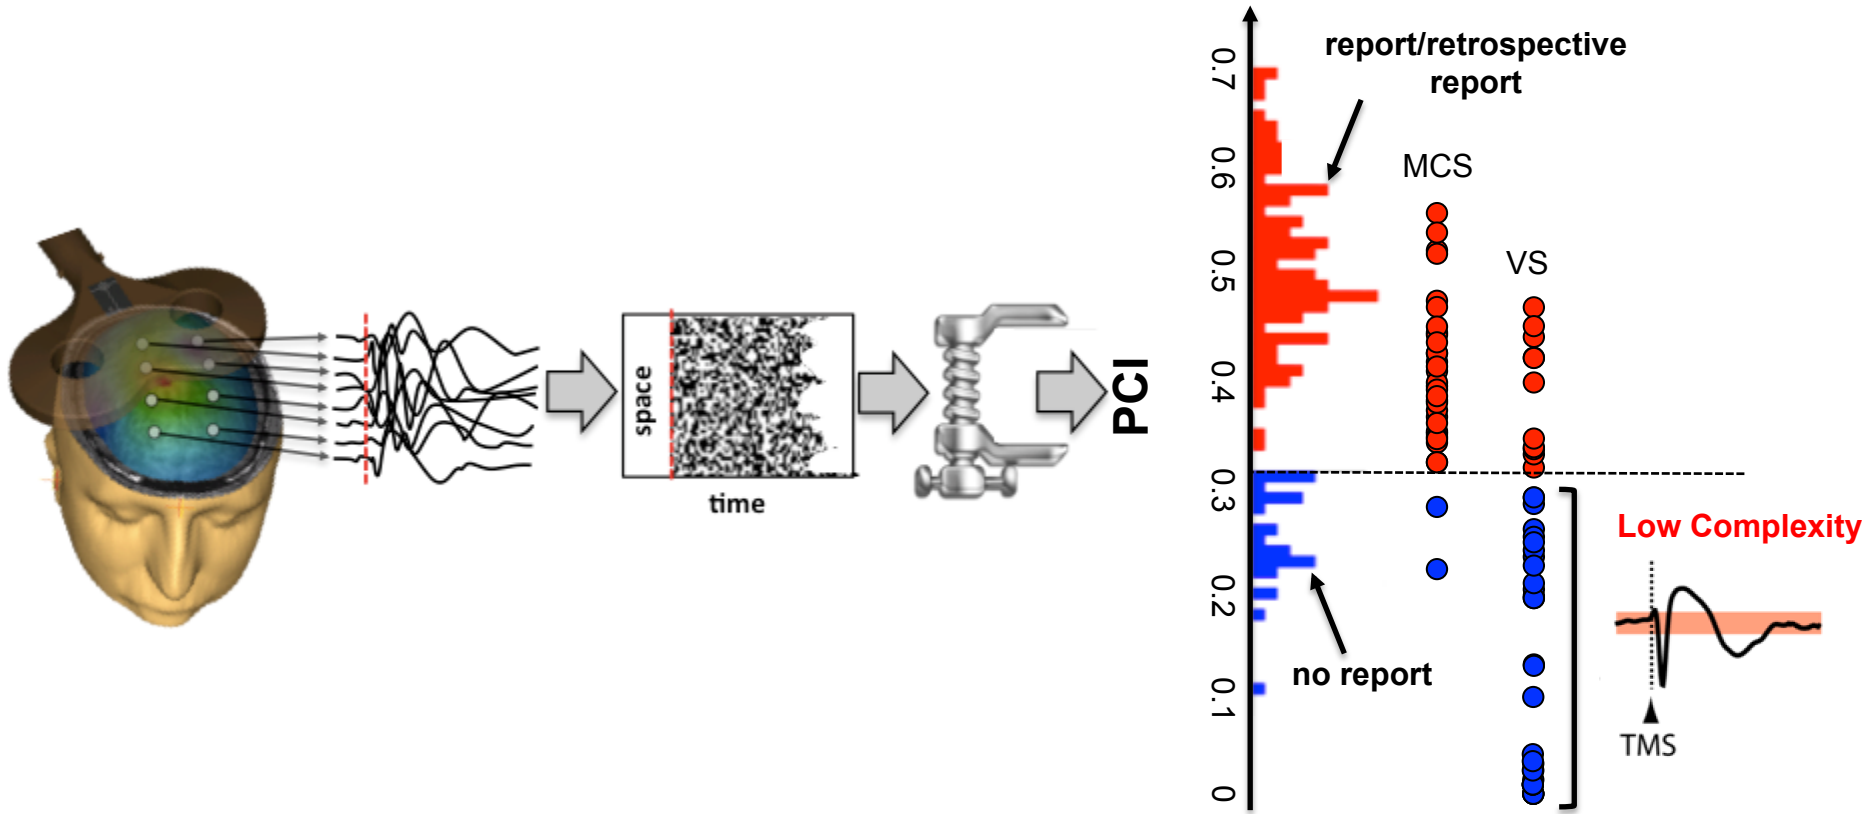 space
time
PCI
0.7
0.6
0.5
0.4
0.3
0.2
0.1
0
report/retrospective
report
MCS
VS
no report
Low Complexity
TMS